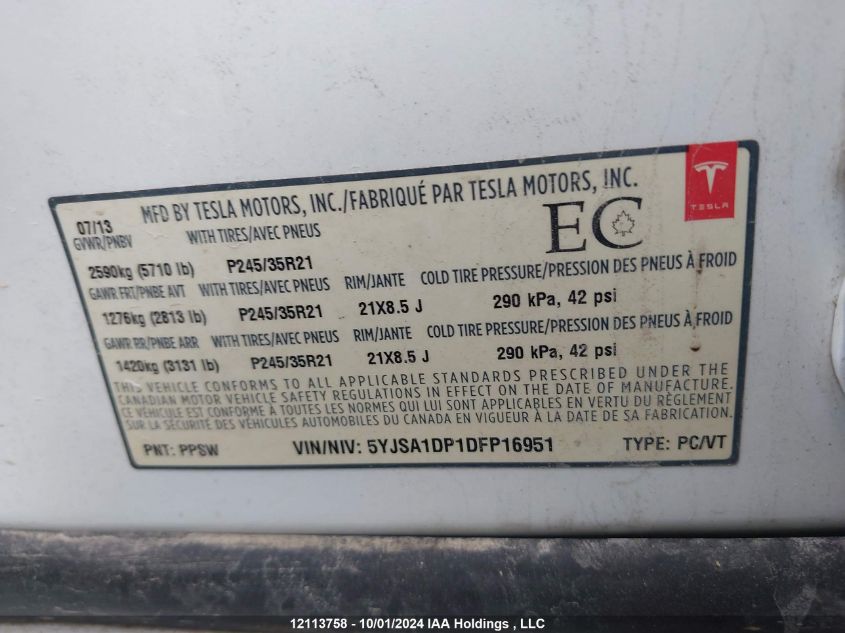 MFD BY TESLA MOTORS, INC./FABRIQUÉ PAR TESLA MOTORS, INC.
TESLA
07/13
GVWR/PNBV WITH TIRES/AVEC PNEUS
EC
2590kg (5710 lb) P245/35R21
GAWR FRT/PNBE AVT WITH TIRES/AVEC PNEUS RIM/JANTE COLD TIRE PRESSURE/PRESSION DES PNEUS À FROID
1276kg (2813 lb) P245/35R21 21X8.5 J 290 kPa, 42 psi
GAWR RR/PNBE ARR WITH TIRES/AVEC PNEUS RIM/JANTE COLD TIRE PRESSURE/PRESSION DES PNEUS À FROID
1420kg (3131 lb) P245/35R21 21X8.5 J 290 kPa, 42 psi
THIS VEHICLE CONFORMS TO ALL APPLICABLE STANDARDS PRESCRIBED UNDER THE
CANADIAN MOTOR VEHICLE SAFETY REGULATIONS IN EFFECT ON THE DATE OF MANUFACTURE.
CE VÉHICULE EST CONFORME À TOUTES LES NORMES QUI LUI SONT APPLICABLES EN VERTU DU RÈGLEMENT
SUR LA SÉCURITÉ DES VÉHICULES AUTOMOBILES DU CANADA EN VIGUEUR À LA DATE DE SA FABRICATION.
PNT: PPSW VIN/NIV: 5YJSA1DP1DFP16951 TYPE: PC/VT
12113758 - 10/01/2024 IAA Holdings , LLC